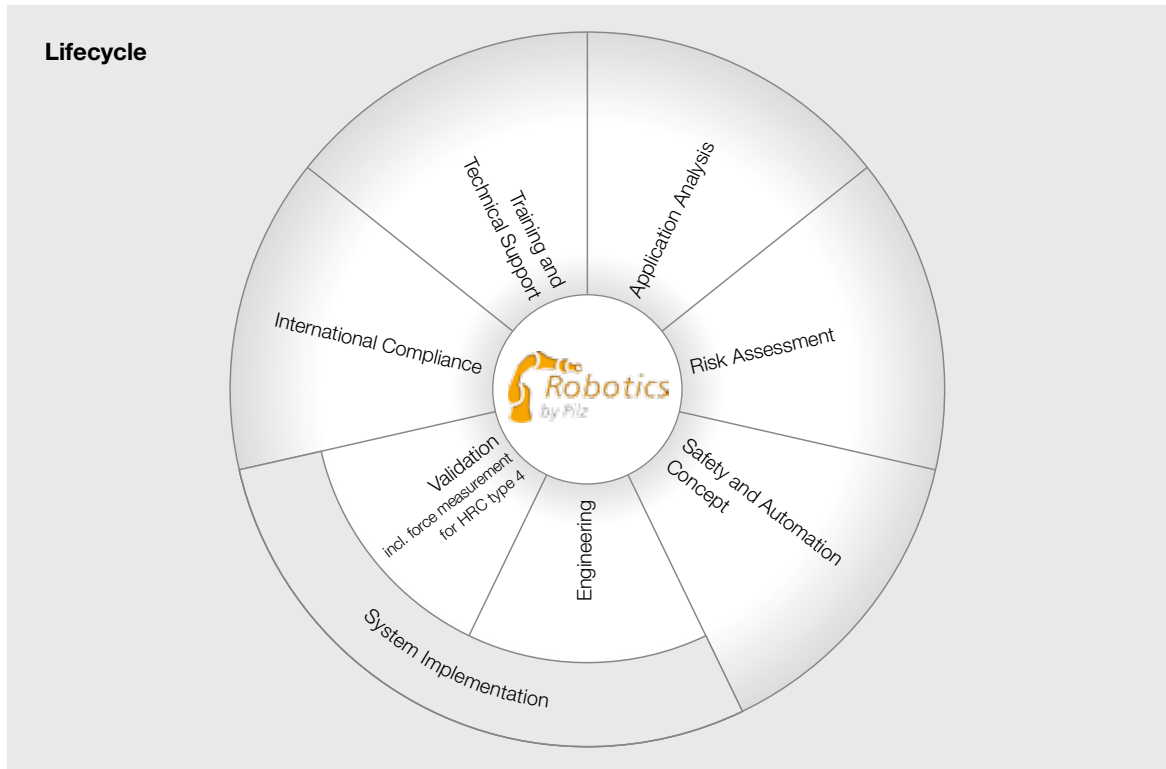 Lifecycle
Application Analysis
Risk Assessment
Safety and Automation
Concept
Engineering
Validation
incl. force measurement
for HRC type 4
System Implementation
International Compliance
Training and
Technical Support
Robotics
by Pilz